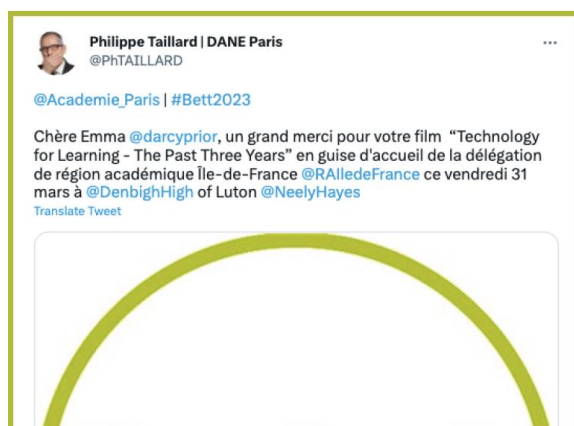 Philippe Taillard | DANE Paris
@PhTAILLARD
@Academie_Paris | #Bett2023
Chère Emma @darcyprior, un grand merci pour votre film “Technology
for Learning - The Past Three Years” en guise d'accueil de la délégation
de région académique Île-de-France @RAIledeFrance ce vendredi 31
mars à @DenbighHigh of Luton @NeelyHayes
Translate Tweet